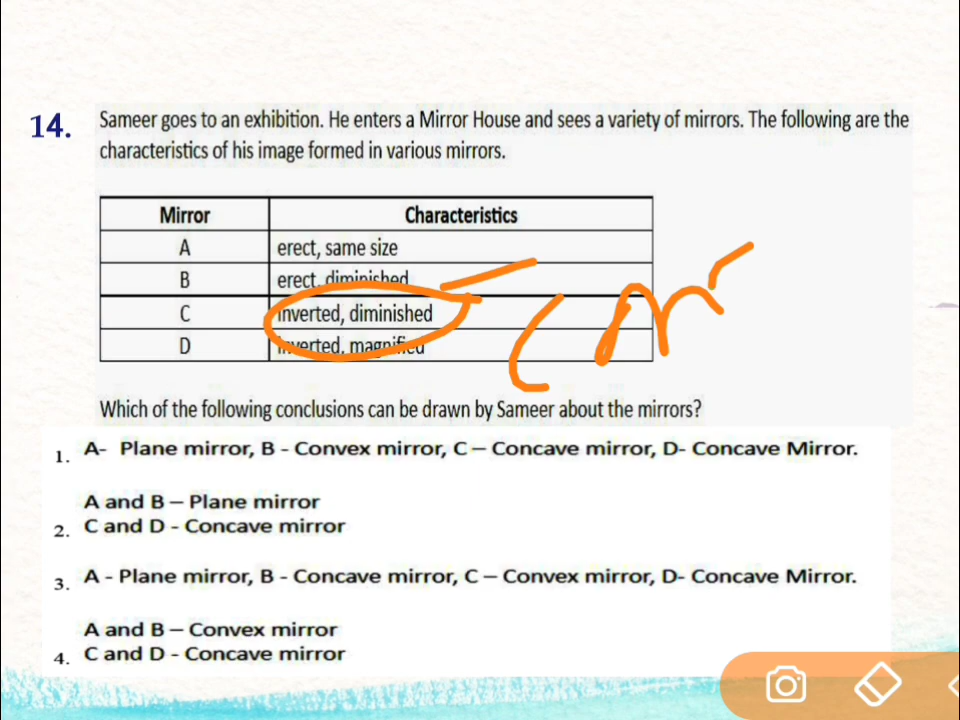 14.
Sameer goes to an exhibition. He enters a Mirror House and sees a variety of mirrors. The following are the
characteristics of his image formed in various mirrors.
Mirror Characteristics
A erect, same size
B erect, diminished
C inverted, diminished
D inverted, magnified
Which of the following conclusions can be drawn by Sameer about the mirrors?
1. A- Plane mirror, B - Convex mirror, C – Concave mirror, D- Concave Mirror.
A and B – Plane mirror
2. C and D - Concave mirror
3. A - Plane mirror, B - Concave mirror, C – Convex mirror, D- Concave Mirror.
A and B – Convex mirror
4. C and D - Concave mirror